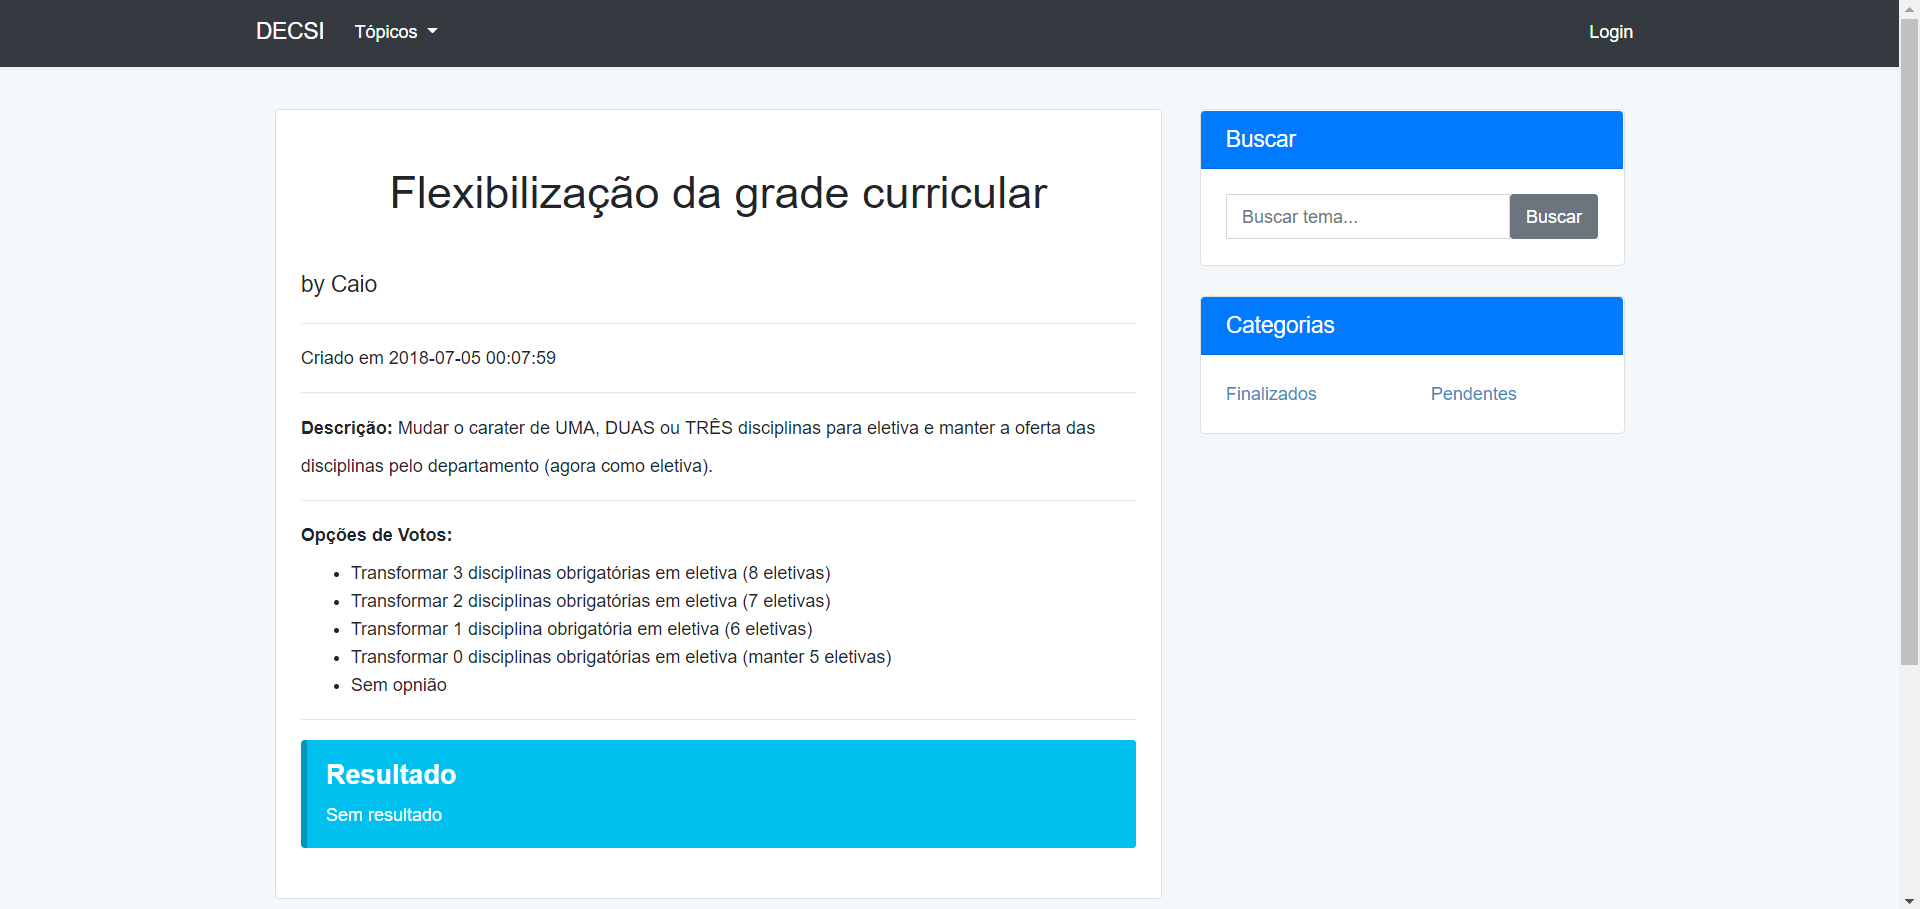 DECSI Tópicos Login
Flexibilização da grade curricular
by Caio
Criado em 2018-07-05 00:07:59
Descrição: Mudar o carater de UMA, DUAS ou TRÊS disciplinas para eletiva e manter a oferta das
disciplinas pelo departamento (agora como eletiva).
Opções de Votos:
Transformar 3 disciplinas obrigatórias em eletiva (8 eletivas)
Transformar 2 disciplinas obrigatórias em eletiva (7 eletivas)
Transformar 1 disciplina obrigatória em eletiva (6 eletivas)
Transformar 0 disciplinas obrigatórias em eletiva (manter 5 eletivas)
Sem opnião
Resultado
Sem resultado
Buscar
Buscar tema... Buscar
Categorias
Finalizados Pendentes